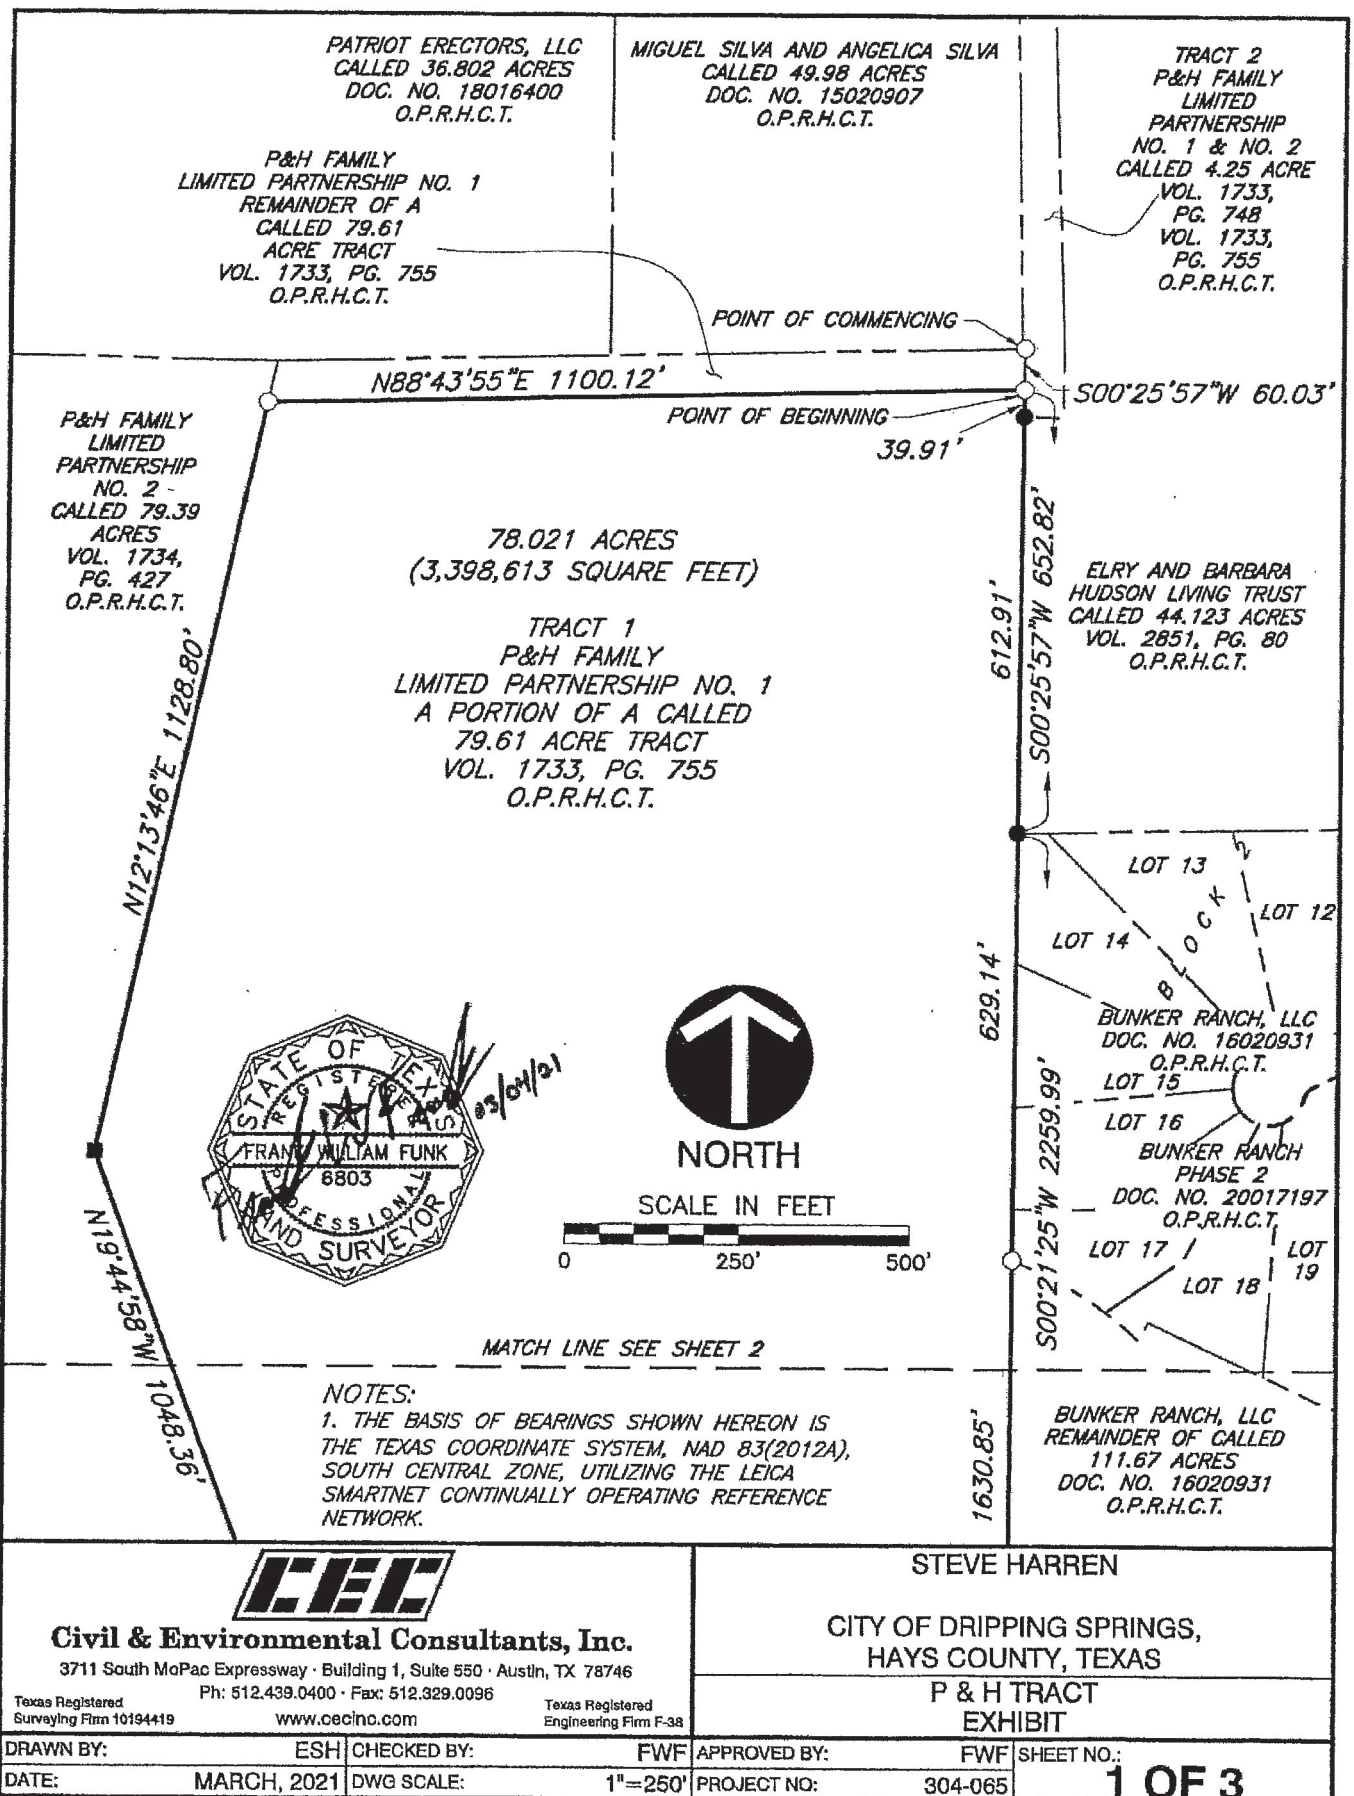 PATRIOT ERECTORS, LLC
CALLED 36.802 ACRES
DOC. NO. 18016400
O.P.R.H.C.T.
MIGUEL SILVA AND ANGELICA SILVA
CALLED 49.98 ACRES
DOC. NO. 15020907
O.P.R.H.C.T.
TRACT 2
P&H FAMILY
LIMITED
PARTNERSHIP
NO. 1 & NO. 2
CALLED 4.25 ACRE
VOL. 1733,
PG. 748
VOL. 1733,
PG. 755
O.P.R.H.C.T.
P&H FAMILY
LIMITED PARTNERSHIP NO. 1
REMAINDER OF A
CALLED 79.61
ACRE TRACT
VOL. 1733, PG. 755
O.P.R.H.C.T.
POINT OF COMMENCING
N88°43'55"E 1100.12'
S00°25'57"W 60.03'
POINT OF BEGINNING
39.91'
P&H FAMILY
LIMITED
PARTNERSHIP
NO. 2 -
CALLED 79.39
ACRES
VOL. 1734,
PG. 427
O.P.R.H.C.T.
78.021 ACRES
(3,398,613 SQUARE FEET)
TRACT 1
P&H FAMILY
LIMITED PARTNERSHIP NO. 1
A PORTION OF A CALLED
79.61 ACRE TRACT
VOL. 1733, PG. 755
O.P.R.H.C.T.
612.91'
S00°25'57"W 652.82'
ELRY AND BARBARA
HUDSON LIVING TRUST
CALLED 44.123 ACRES
VOL. 2851, PG. 80
O.P.R.H.C.T.
N12°13'46"E 1128.80'
LOT 13
BLOCK 2
LOT 12
LOT 14
629.14'
BUNKER RANCH, LLC
DOC. NO. 16020931
O.P.R.H.C.T.
LOT 15
LOT 16
BUNKER RANCH
PHASE 2
DOC. NO. 20017197
O.P.R.H.C.T.
LOT 17
LOT 18
LOT
19
S00°21'25"W 2259.99'
STATE OF TEXAS
REGISTERED
FRANK WILLIAM FUNK
6803
PROFESSIONAL
LAND SURVEYOR
03/04/21
NORTH
SCALE IN FEET
0 250' 500'
N19°44'58"W 1048.36'
MATCH LINE SEE SHEET 2
NOTES:
1. THE BASIS OF BEARINGS SHOWN HEREON IS
THE TEXAS COORDINATE SYSTEM, NAD 83(2012A),
SOUTH CENTRAL ZONE, UTILIZING THE LEICA
SMARTNET CONTINUALLY OPERATING REFERENCE
NETWORK.
1630.85'
BUNKER RANCH, LLC
REMAINDER OF CALLED
111.67 ACRES
DOC. NO. 16020931
O.P.R.H.C.T.
CEC
Civil & Environmental Consultants, Inc.
3711 South MoPac Expressway · Building 1, Suite 550 · Austin, TX 78746
Ph: 512.439.0400 · Fax: 512.329.0096
Texas Registered
Surveying Firm 10194419
www.cecinc.com
Texas Registered
Engineering Firm F-38
STEVE HARREN
CITY OF DRIPPING SPRINGS,
HAYS COUNTY, TEXAS
P & H TRACT
EXHIBIT
DRAWN BY: ESH CHECKED BY: FWF APPROVED BY: FWF SHEET NO.:
DATE: MARCH, 2021 DWG SCALE: 1"=250' PROJECT NO: 304-065 1 OF 3